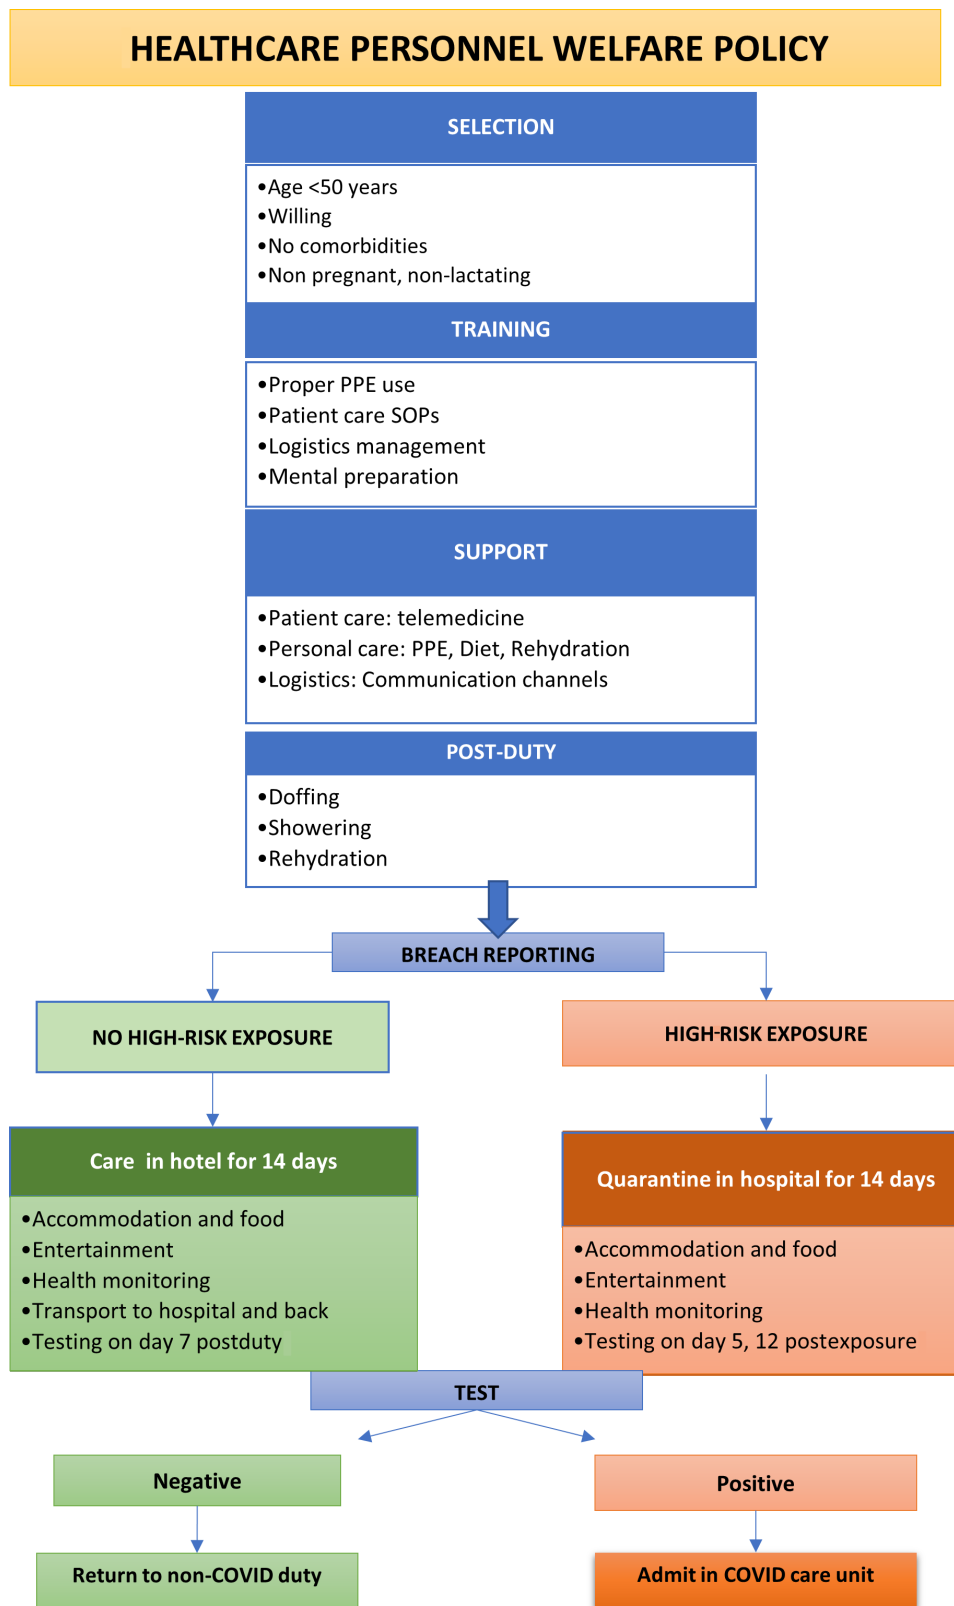 HEALTHCARE PERSONNEL WELFARE POLICY
SELECTION
•Age <50 years
•Willing
•No comorbidities
•Non pregnant, non-lactating
TRAINING
•Proper PPE use
•Patient care SOPs
•Logistics management
•Mental preparation
SUPPORT
•Patient care: telemedicine
•Personal care: PPE, Diet, Rehydration
•Logistics: Communication channels
POST-DUTY
•Doffing
•Showering
•Rehydration
BREACH REPORTING
NO HIGH-RISK EXPOSURE
HIGH-RISK EXPOSURE
Care in hotel for 14 days
•Accommodation and food
•Entertainment
•Health monitoring
•Transport to hospital and back
•Testing on day 7 postduty
Quarantine in hospital for 14 days
•Accommodation and food
•Entertainment
•Health monitoring
•Testing on day 5, 12 postexposure
TEST
Negative
Positive
Return to non-COVID duty
Admit in COVID care unit